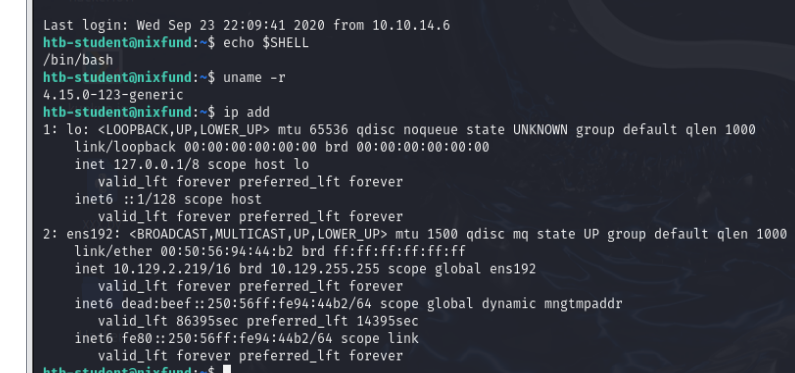 Last login: Wed Sep 23 22:09:41 2020 from 10.10.14.6
htb-student@nixfund:~$ echo $SHELL
/bin/bash
htb-student@nixfund:~$ uname -r
4.15.0-123-generic
htb-student@nixfund:~$ ip add
1: lo: <LOOPBACK,UP,LOWER_UP> mtu 65536 qdisc noqueue state UNKNOWN group default qlen 1000
    link/loopback 00:00:00:00:00:00 brd 00:00:00:00:00:00
    inet 127.0.0.1/8 scope host lo
       valid_lft forever preferred_lft forever
    inet6 ::1/128 scope host
       valid_lft forever preferred_lft forever
2: ens192: <BROADCAST,MULTICAST,UP,LOWER_UP> mtu 1500 qdisc mq state UP group default qlen 1000
    link/ether 00:50:56:94:44:b2 brd ff:ff:ff:ff:ff:ff
    inet 10.129.2.219/16 brd 10.129.255.255 scope global ens192
       valid_lft forever preferred_lft forever
    inet6 dead:beef::250:56ff:fe94:44b2/64 scope global dynamic mngtmpaddr
       valid_lft 86395sec preferred_lft 14395sec
    inet6 fe80::250:56ff:fe94:44b2/64 scope link
       valid_lft forever preferred_lft forever
htb-student@nixfund:~$